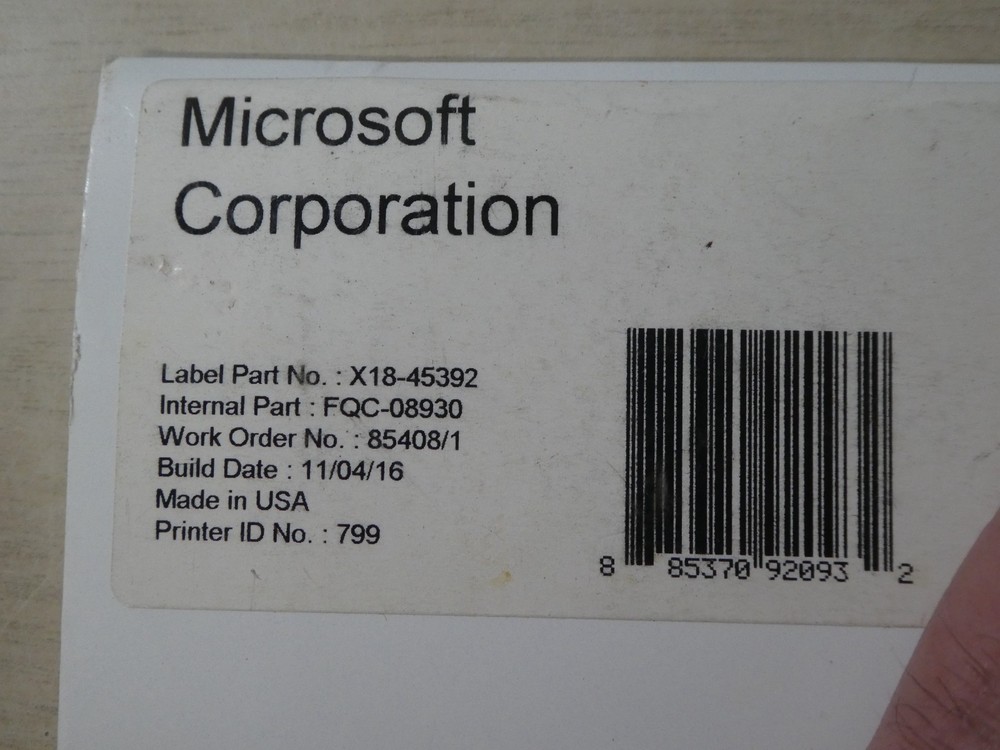 Microsoft
Corporation
Label Part No. : X18-45392
Internal Part : FQC-08930
Work Order No. : 85408/1
Build Date : 11/04/16
Made in USA
Printer ID No. : 799
8 85370 92093 2